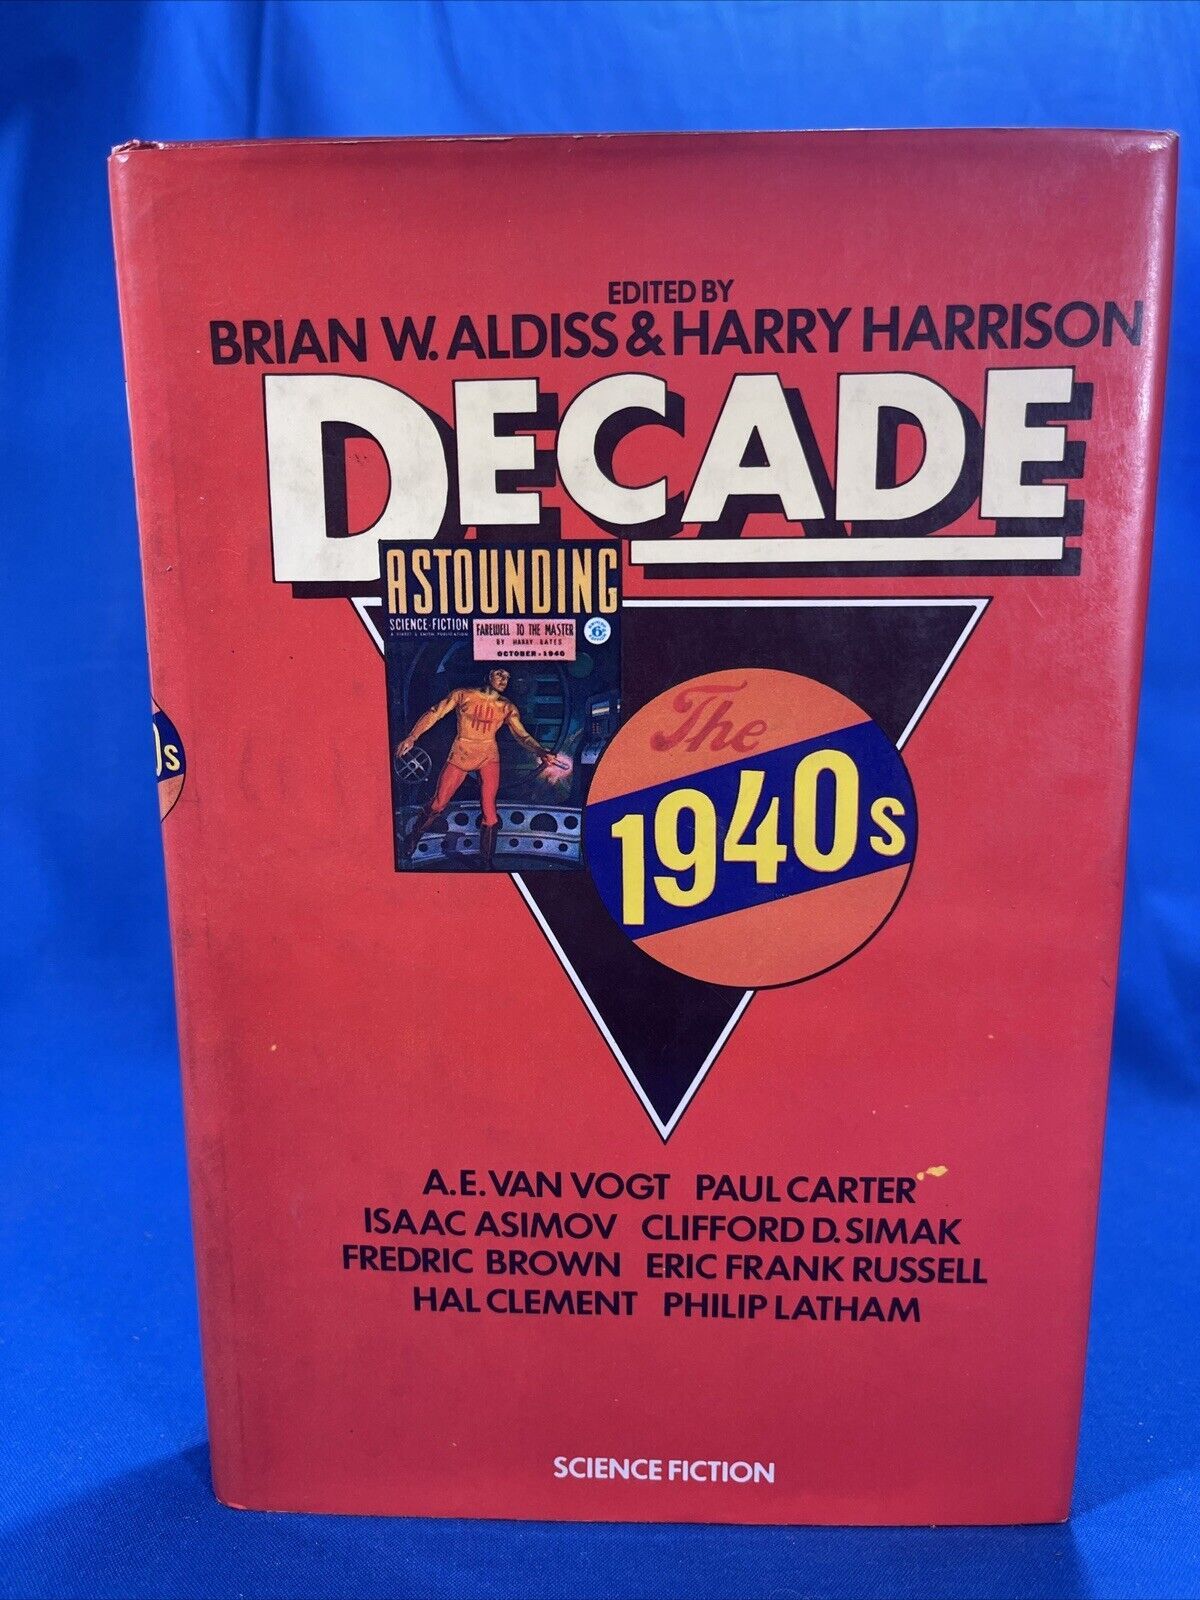 EDITED BY
BRIAN W. ALDISS & HARRY HARRISON
DECADE
ASTOUNDING
SCIENCE-FICTION
FAREWELL TO THE MASTER
BY HARRY BATES
OCTOBER-1940
6
The
1940s
0s
A.E. VAN VOGT PAUL CARTER
ISAAC ASIMOV CLIFFORD D. SIMAK
FREDRIC BROWN ERIC FRANK RUSSELL
HAL CLEMENT PHILIP LATHAM
SCIENCE FICTION